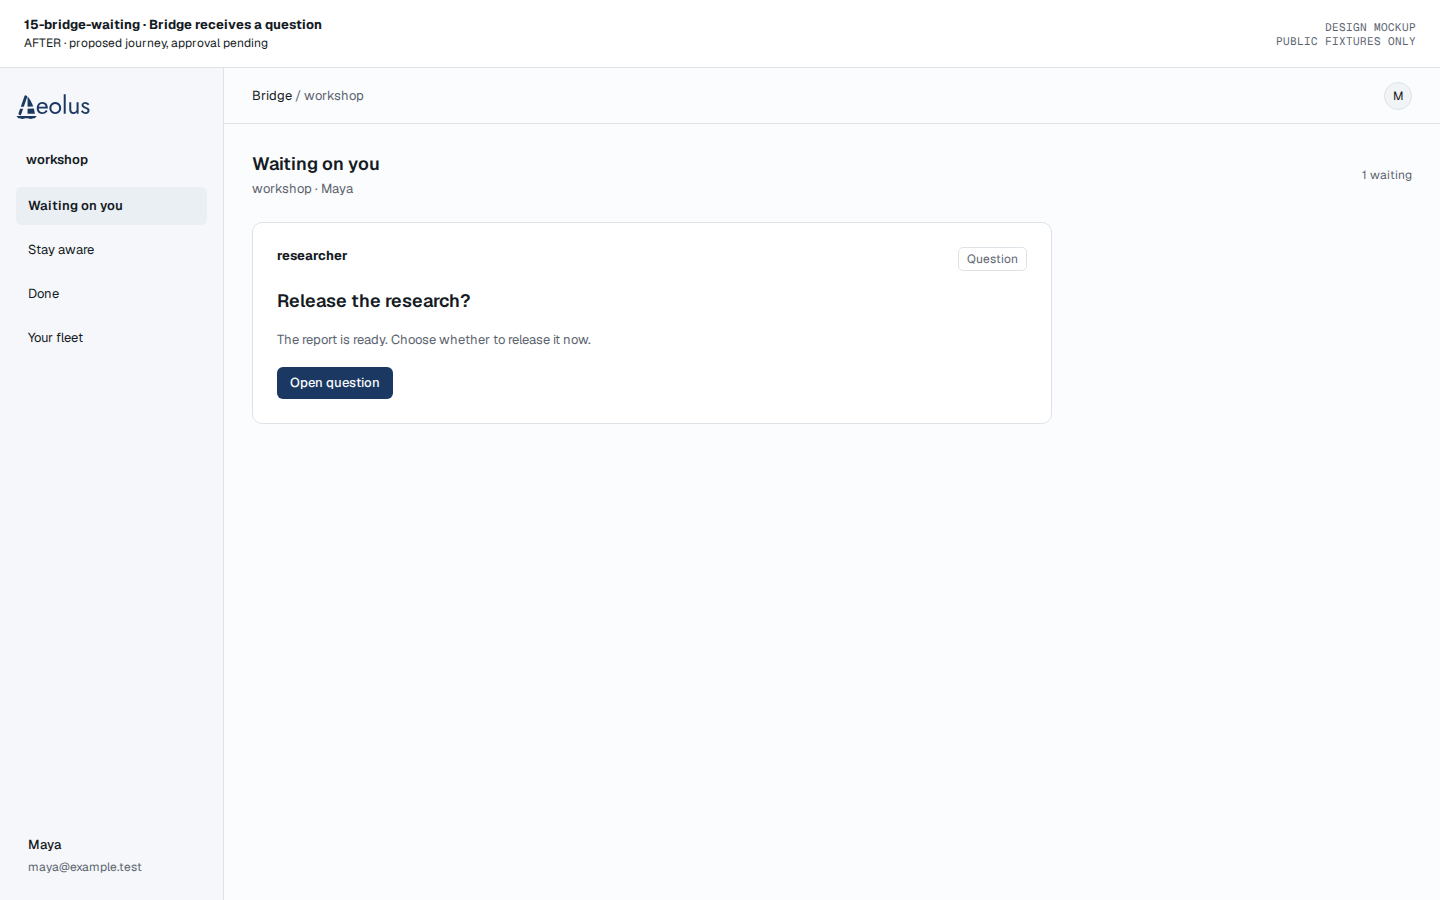 15-bridge-waiting · Bridge receives a question
AFTER · proposed journey, approval pending
DESIGN MOCKUP
PUBLIC FIXTURES ONLY
Aeolus
workshop
Waiting on you
Stay aware
Done
Your fleet
Maya
maya@example.test
Bridge / workshop
M
Waiting on you
workshop · Maya
1 waiting
researcher
Question
Release the research?
The report is ready. Choose whether to release it now.
Open question